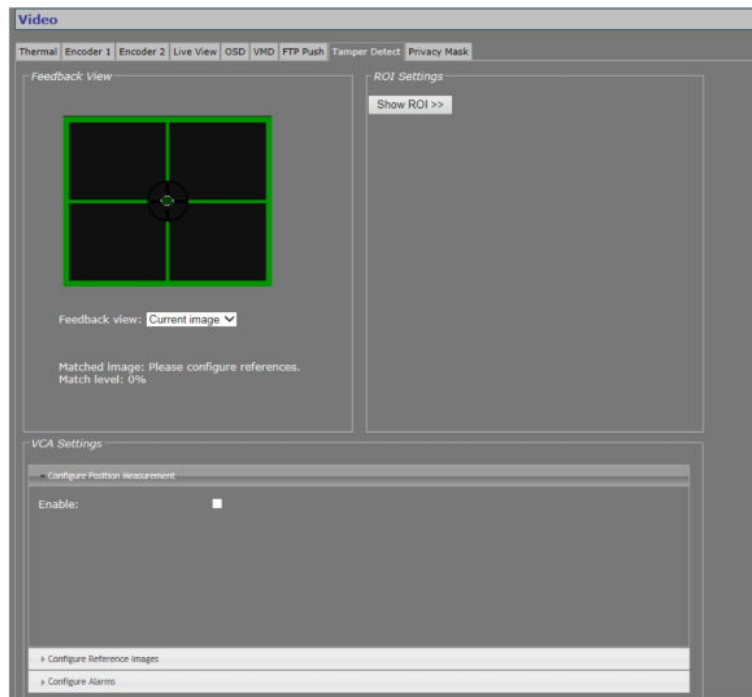 Video
Thermal Encoder 1 Encoder 2 Live View OSD VMD FTP Push Tamper Detect Privacy Mask
Feedback View
Feedback view: Current image
Matched image: Please configure references.
Match level: 0%
ROI Settings
Show ROI >>
VCA Settings
Configure Position Measurement
Enable:
Configure Reference Images
Configure Alarms